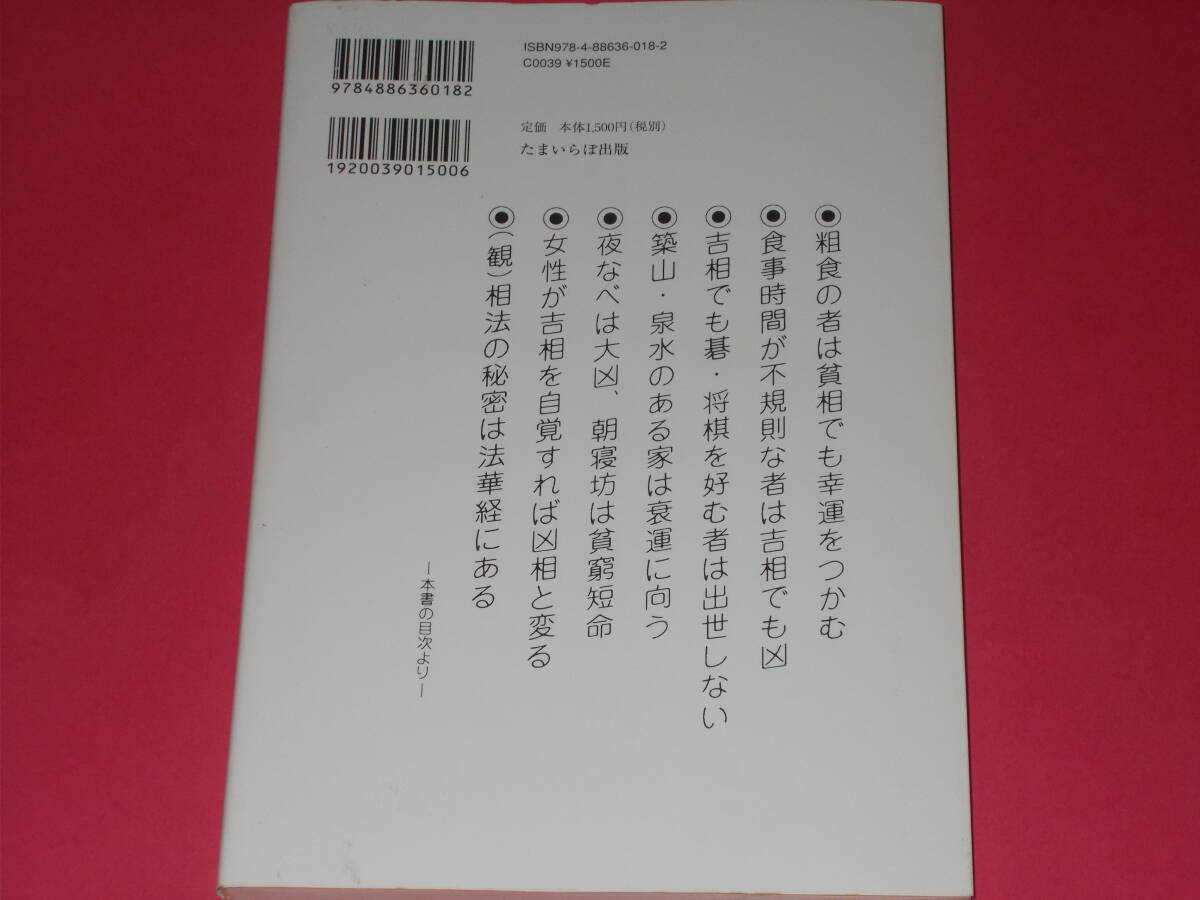 ISBN978-4-88636-018-2
C0039 ¥1500E
9784886360182
定価 本体1,500円(税別)
たまいらぼ出版
1920039015006
◉粗食の者は貧相でも幸運をつかむ
◉食事時間が不規則な者は吉相でも凶
◉吉相でも碁・将棋を好む者は出世しない
◉築山・泉水のある家は衰運に向う
◉夜なべは大凶、朝寝坊は貧窮短命
◉女性が吉相を自覚すれば凶相と変る
◉(観)相法の秘密は法華経にある
―本書の目次より―